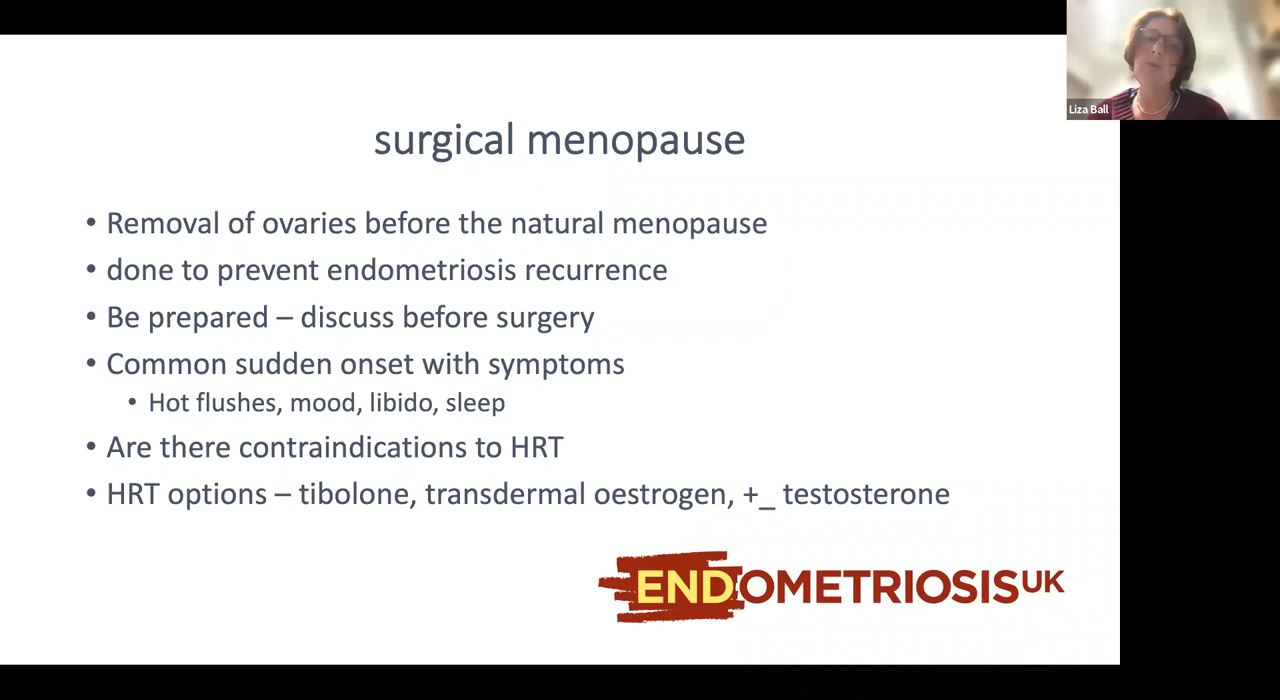 Liza Ball
surgical menopause
• Removal of ovaries before the natural menopause
• done to prevent endometriosis recurrence
• Be prepared – discuss before surgery
• Common sudden onset with symptoms
• Hot flushes, mood, libido, sleep
• Are there contraindications to HRT
• HRT options – tibolone, transdermal oestrogen, +_ testosterone
ENDOMETRIOSIS UK